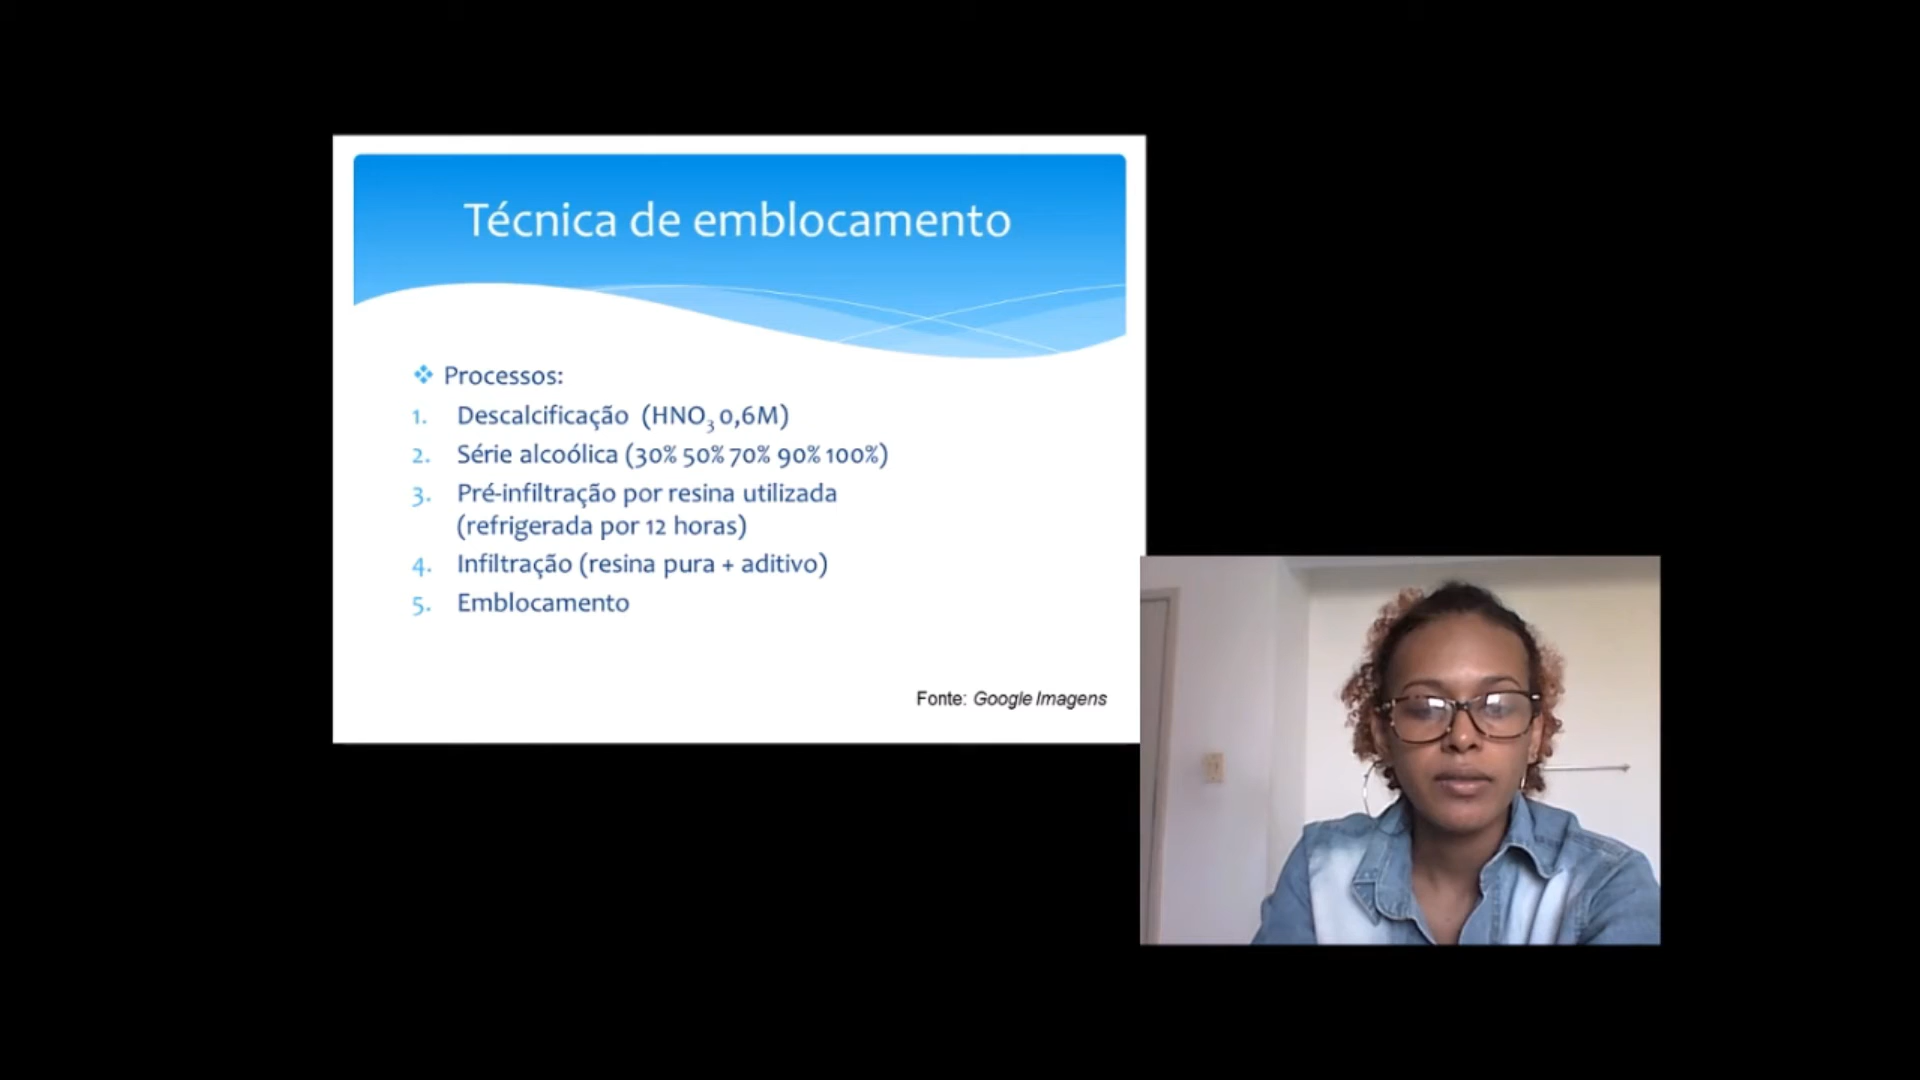 Técnica de emblocamento
❖ Processos:
1. Descalcificação (HNO₃ 0,6M)
2. Série alcoólica (30% 50% 70% 90% 100%)
3. Pré-infiltração por resina utilizada
(refrigerada por 12 horas)
4. Infiltração (resina pura + aditivo)
5. Emblocamento
Fonte: Google Imagens